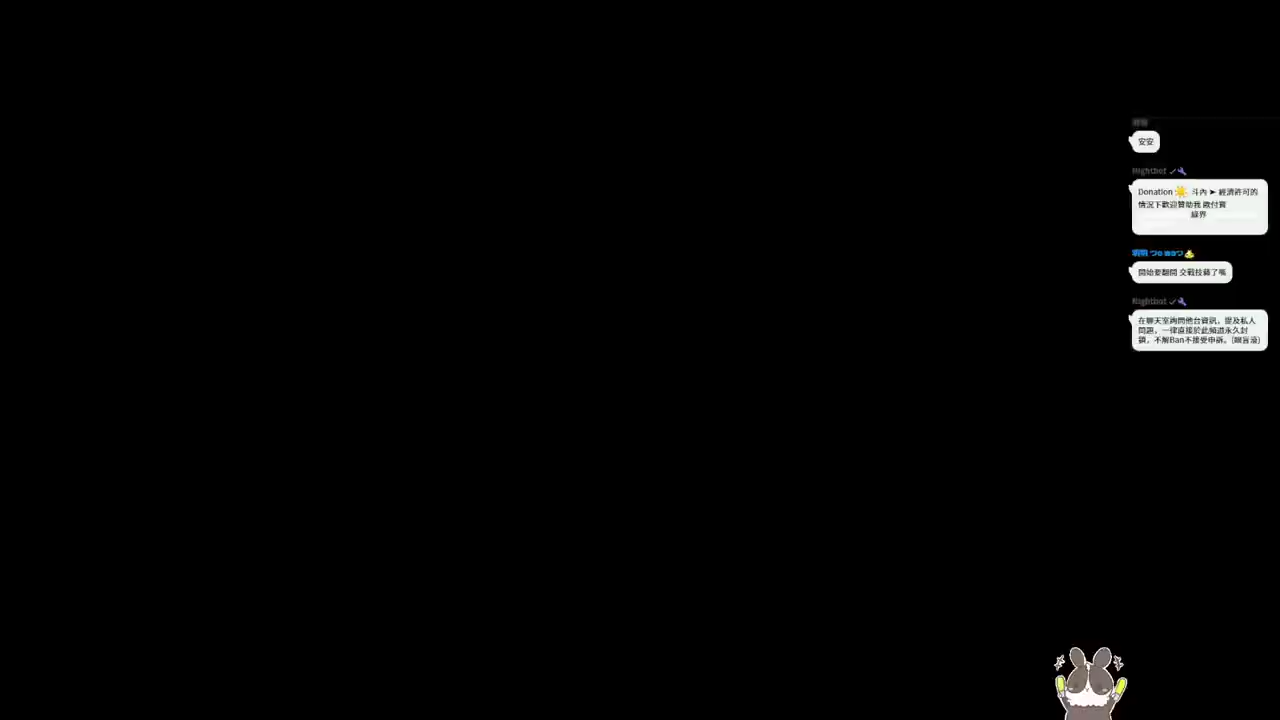 安安
Nightbot
Donation 斗內 ➤ 經濟許可的
情況下歡迎贊助我 歐付寶
綠界
開始要翻開 交戰技藝了嗎
Nightbot
在聊天室詢問他台資訊，提及私人
問題，一律直接於此頻道永久封
鎖，不解Ban不接受申訴。